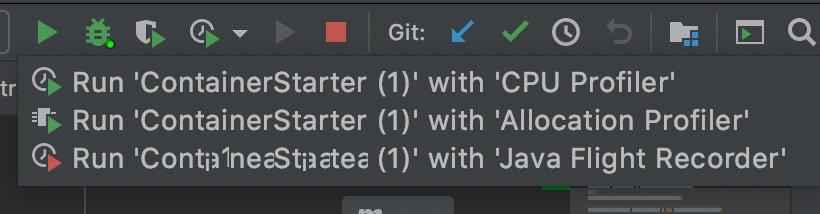 Git:
Run 'ContainerStarter (1)' with 'CPU Profiler'
Run 'ContainerStarter (1)' with 'Allocation Profiler'
Run (1)' with 'Java Flight Recorder'